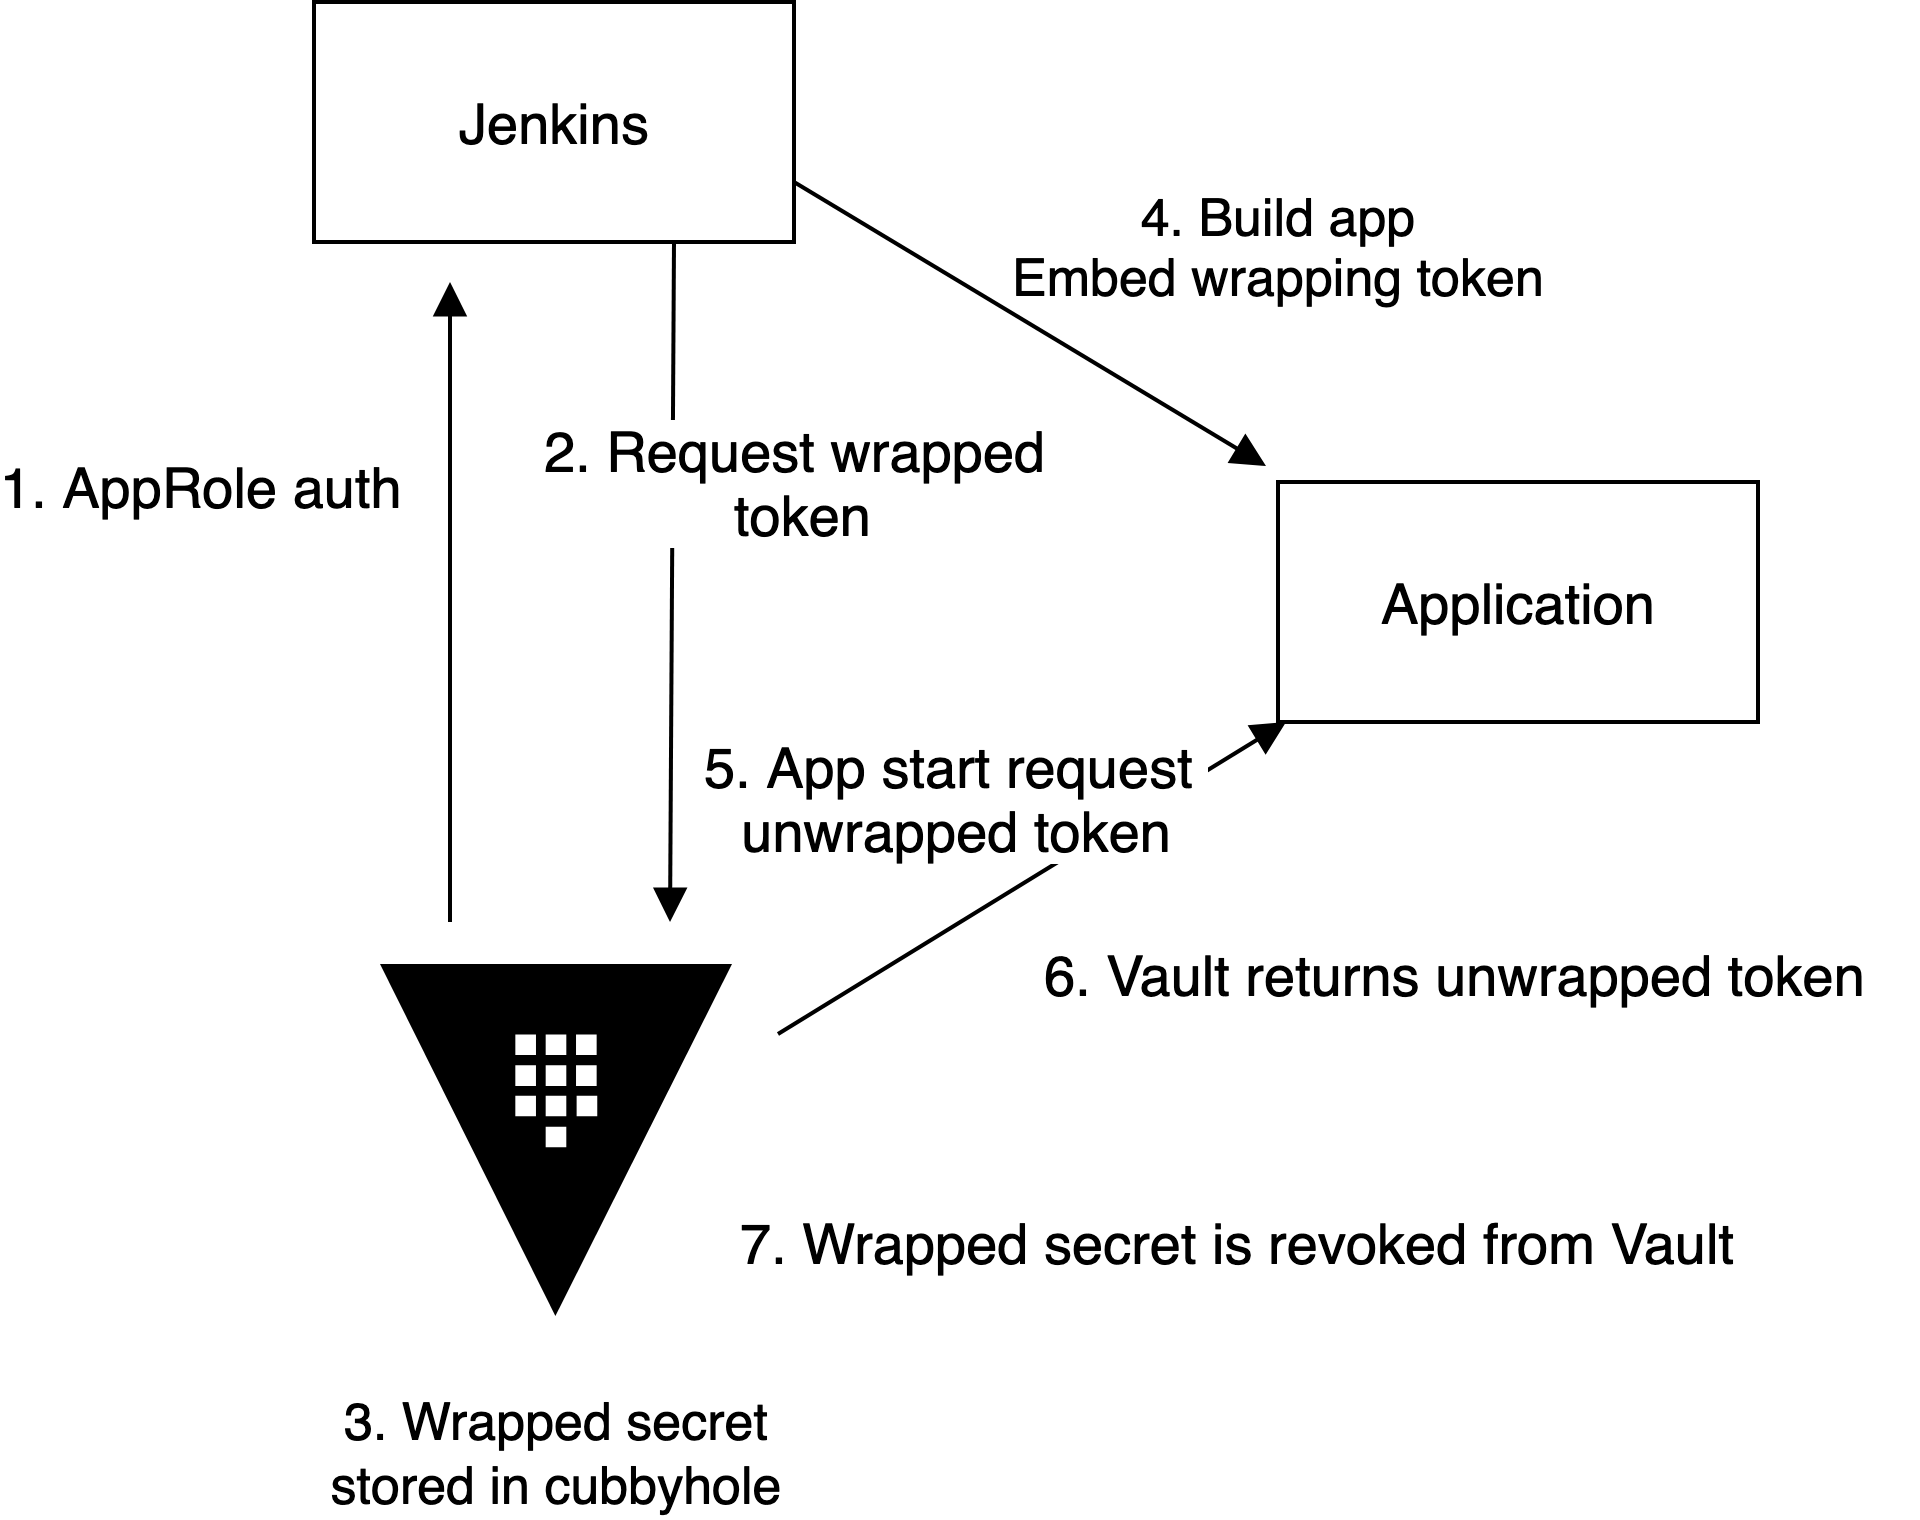 Jenkins
4. Build app
Embed wrapping token
1. AppRole auth
2. Request wrapped
token
Application
5. App start request
unwrapped token
6. Vault returns unwrapped token
7. Wrapped secret is revoked from Vault
3. Wrapped secret
stored in cubbyhole